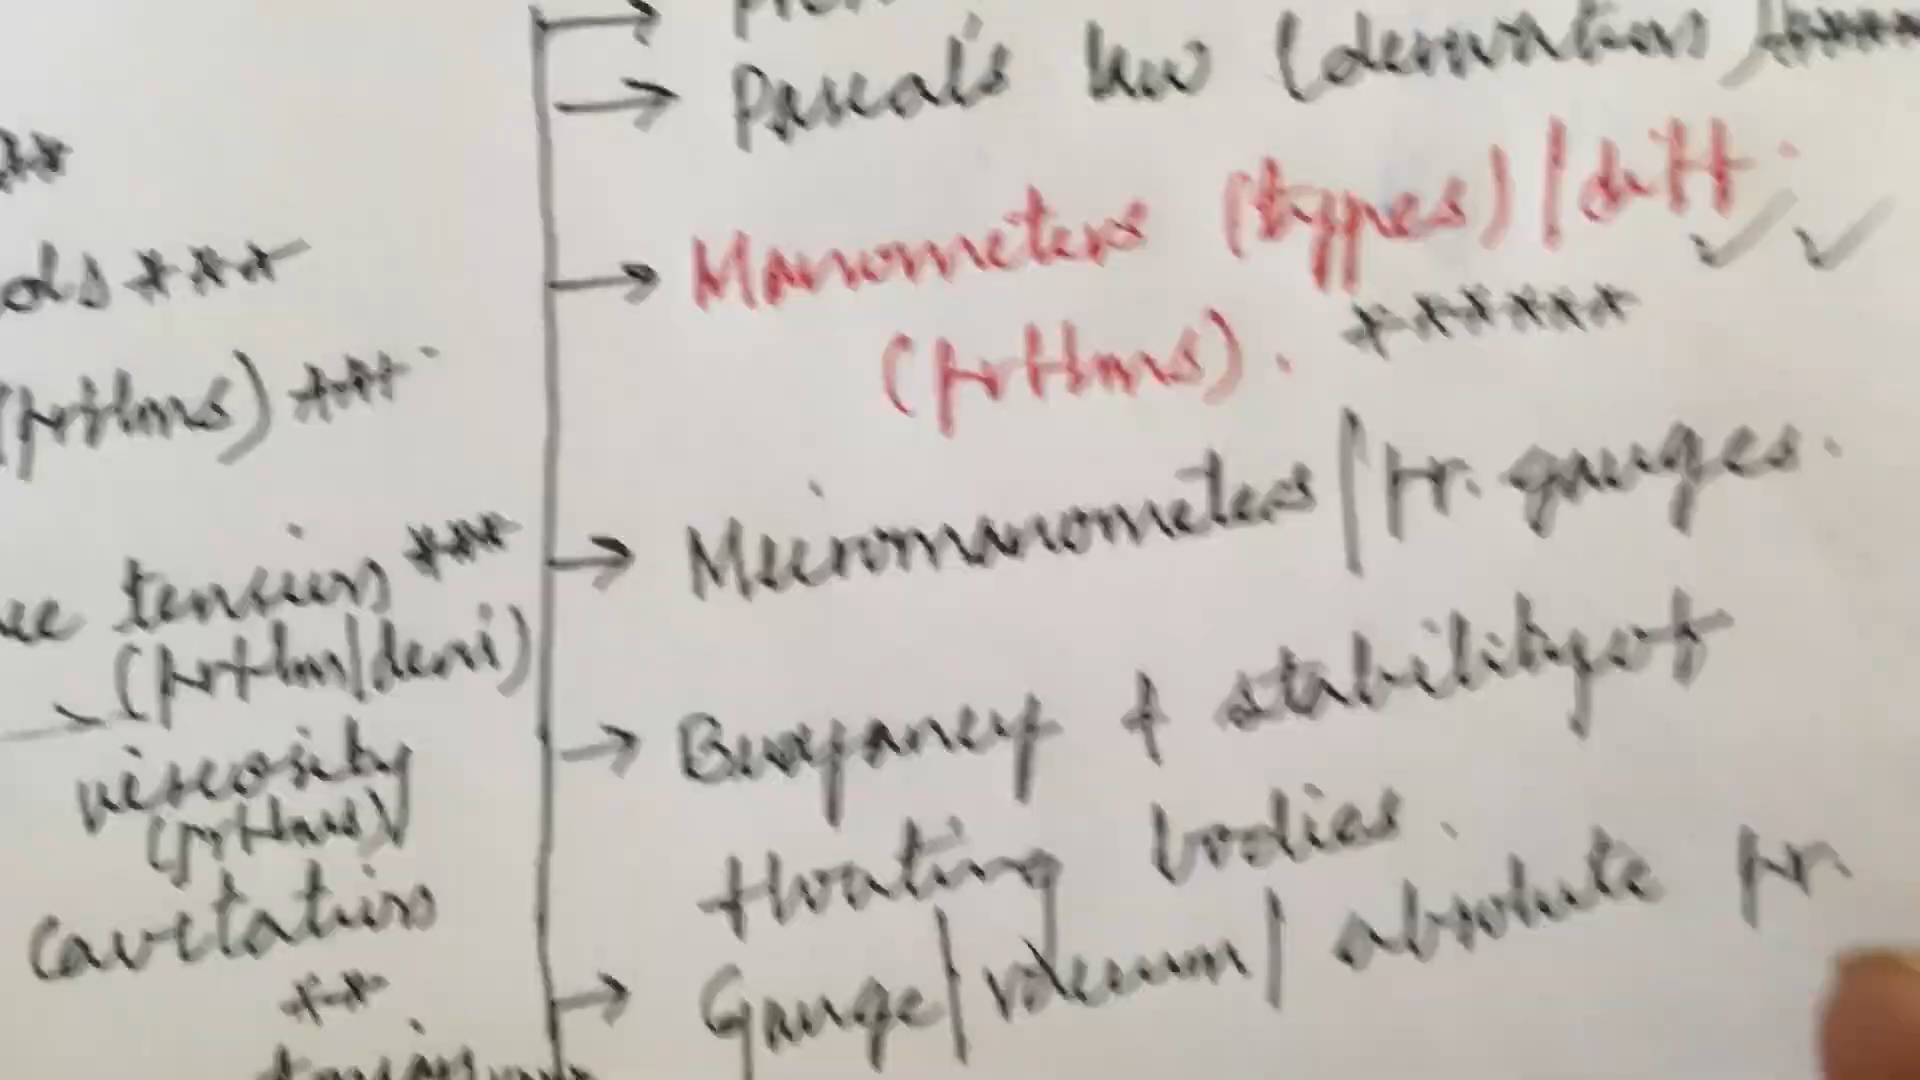 Pascal's law (derivation) *****
Manometers (types) / diff.
(prblms). ******
Micromanometers / pr. gauges.
Buoyancy & stability of
floating bodies.
Gauge / vacuum / absolute pr.
**
ds ***
(prblms) ***
tension ***
(prblm/deri)
viscosity
(prblms)
cavitation
**